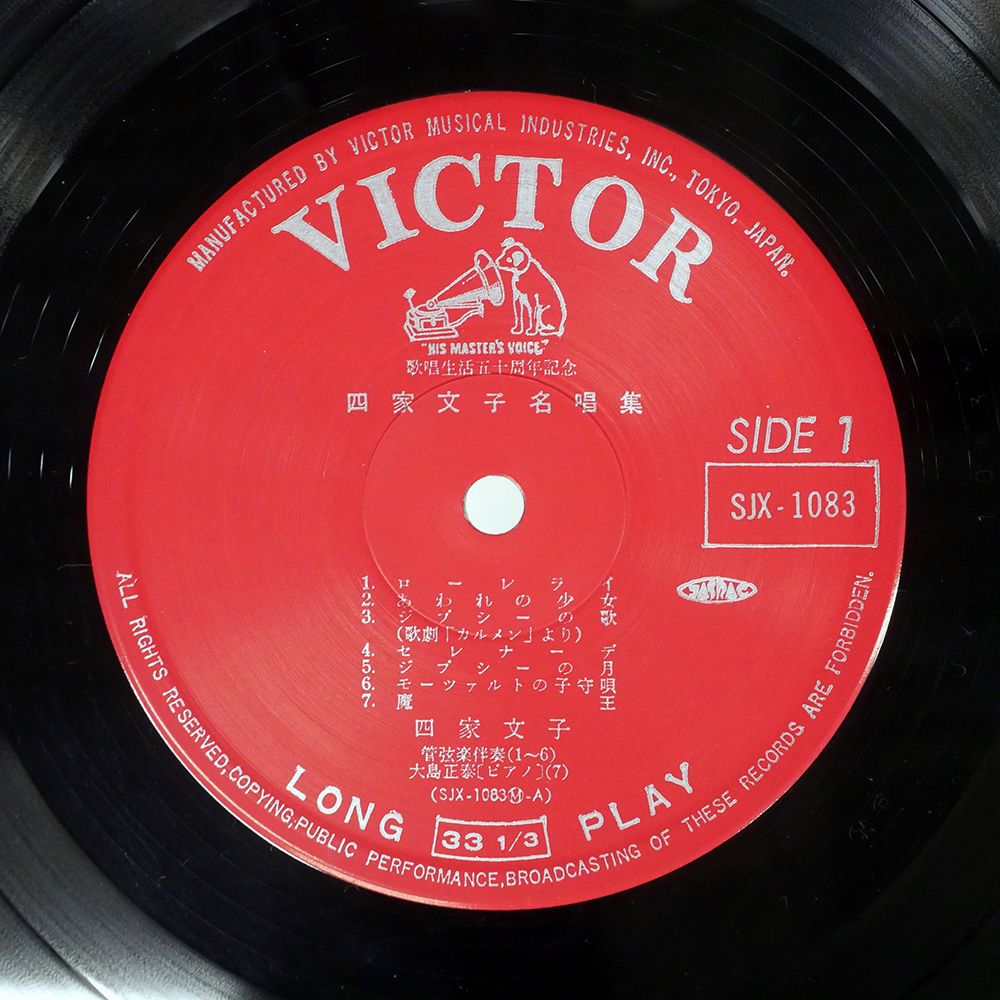 MANUFACTURED BY VICTOR MUSICAL INDUSTRIES, INC., TOKYO, JAPAN.
VICTOR
"HIS MASTER'S VOICE"
歌唱生活五十周年記念
四家文子名唱集
SIDE 1
SJX-1083
JASRAC
1. ローレライ
2. あわれの少女
3. ジプシーの歌
(歌劇「カルメン」より)
4. セレナーデ
5. ジプシーの月
6. モーツァルトの子守唄
7. 魔王
四家文子
管弦楽伴奏(1~6)
大島正泰[ピアノ](7)
(SJX-1083Ⓜ-A)
LONG 33 1/3 PLAY
ALL RIGHTS RESERVED,COPYING,PUBLIC PERFORMANCE,BROADCASTING OF THESE RECORDS ARE FORBIDDEN.